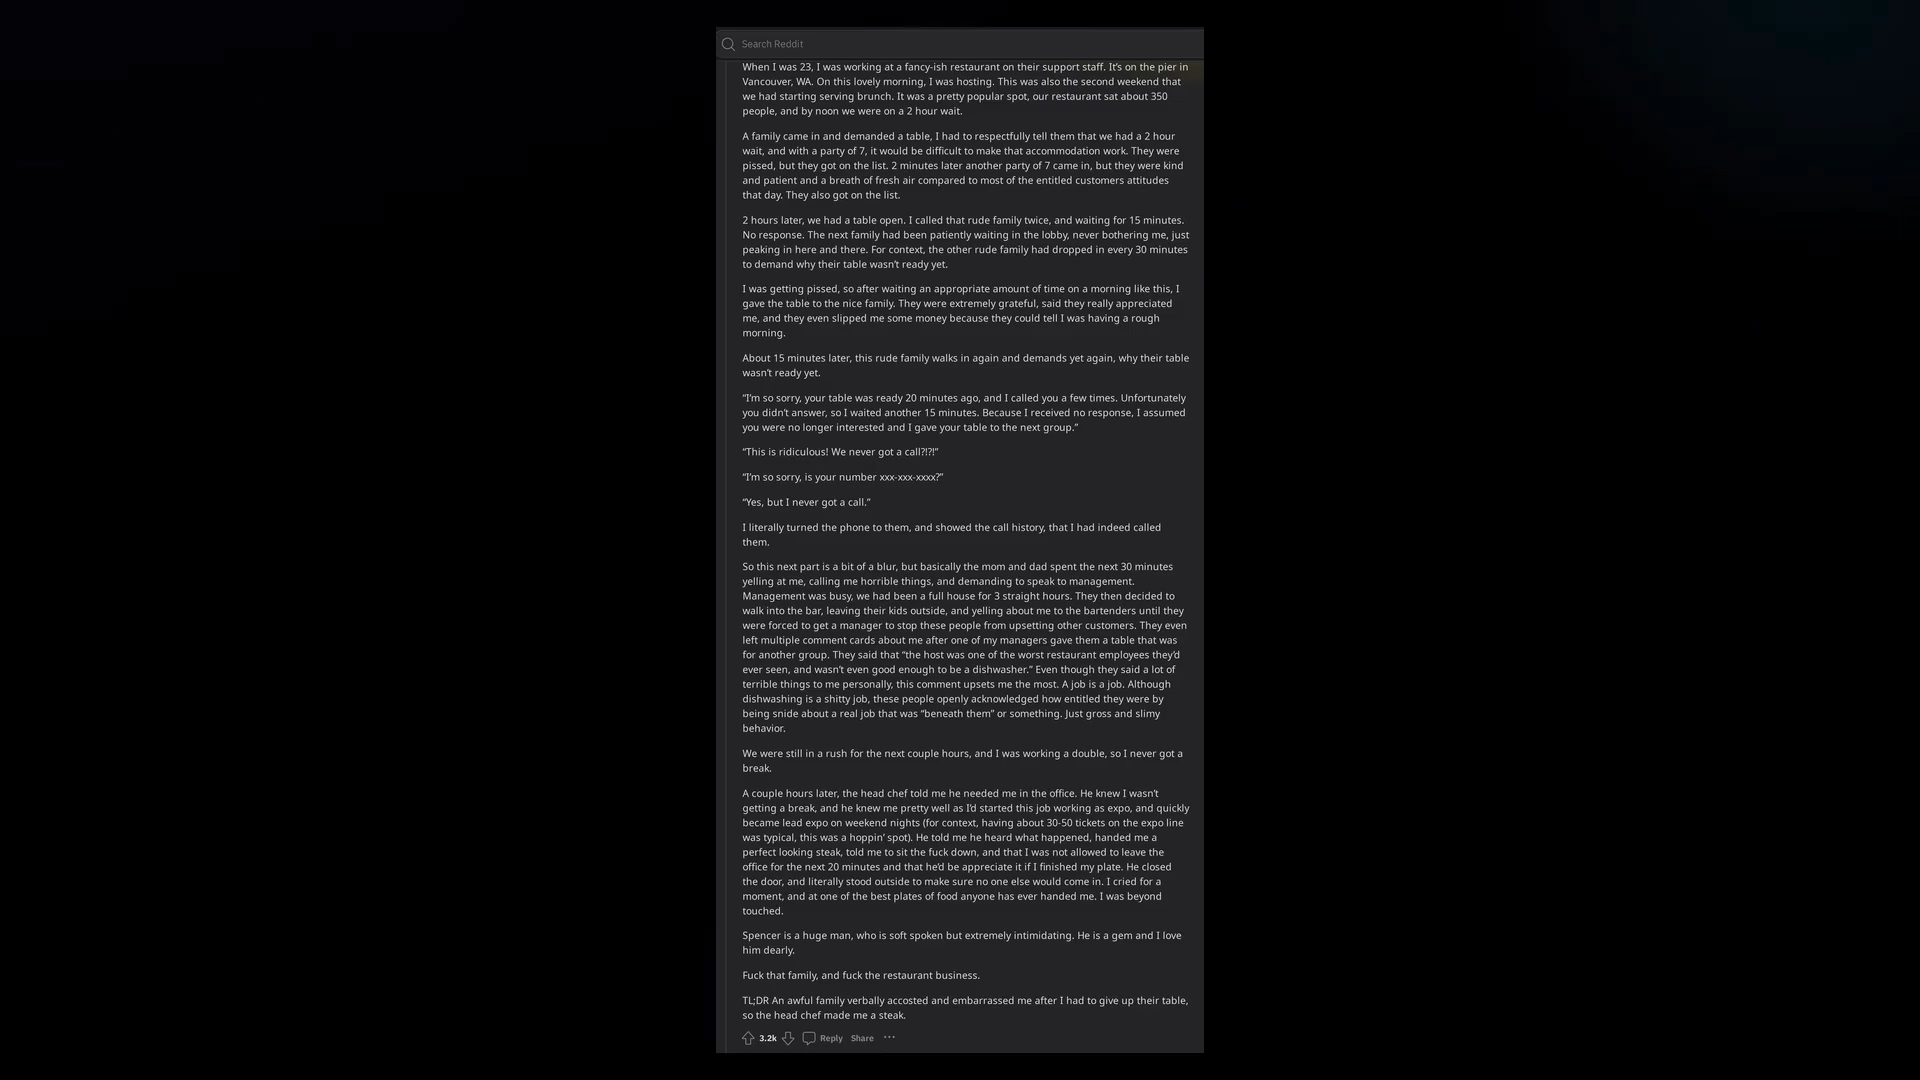 Search Reddit
When I was 23, I was working at a fancy-ish restaurant on their support staff. It's on the pier in
Vancouver, WA. On this lovely morning, I was hosting. This was also the second weekend that
we had starting serving brunch. It was a pretty popular spot, our restaurant sat about 350
people, and by noon we were on a 2 hour wait.
A family came in and demanded a table, I had to respectfully tell them that we had a 2 hour
wait, and with a party of 7, it would be difficult to make that accommodation work. They were
pissed, but they got on the list. 2 minutes later another party of 7 came in, but they were kind
and patient and a breath of fresh air compared to most of the entitled customers attitudes
that day. They also got on the list.
2 hours later, we had a table open. I called that rude family twice, and waiting for 15 minutes.
No response. The next family had been patiently waiting in the lobby, never bothering me, just
peaking in here and there. For context, the other rude family had dropped in every 30 minutes
to demand why their table wasn't ready yet.
I was getting pissed, so after waiting an appropriate amount of time on a morning like this, I
gave the table to the nice family. They were extremely grateful, said they really appreciated
me, and they even slipped me some money because they could tell I was having a rough
morning.
About 15 minutes later, this rude family walks in again and demands yet again, why their table
wasn't ready yet.
"I'm so sorry, your table was ready 20 minutes ago, and I called you a few times. Unfortunately
you didn't answer, so I waited another 15 minutes. Because I received no response, I assumed
you were no longer interested and I gave your table to the next group."
"This is ridiculous! We never got a call?!?!"
"I'm so sorry, is your number xxx-xxx-xxxx?"
"Yes, but I never got a call."
I literally turned the phone to them, and showed the call history, that I had indeed called
them.
So this next part is a bit of a blur, but basically the mom and dad spent the next 30 minutes
yelling at me, calling me horrible things, and demanding to speak to management.
Management was busy, we had been a full house for 3 straight hours. They then decided to
walk into the bar, leaving their kids outside, and yelling about me to the bartenders until they
were forced to get a manager to stop these people from upsetting other customers. They even
left multiple comment cards about me after one of my managers gave them a table that was
for another group. They said that "the host was one of the worst restaurant employees they'd
ever seen, and wasn't even good enough to be a dishwasher." Even though they said a lot of
terrible things to me personally, this comment upsets me the most. A job is a job. Although
dishwashing is a shitty job, these people openly acknowledged how entitled they were by
being snide about a real job that was "beneath them" or something. Just gross and slimy
behavior.
We were still in a rush for the next couple hours, and I was working a double, so I never got a
break.
A couple hours later, the head chef told me he needed me in the office. He knew I wasn't
getting a break, and he knew me pretty well as I'd started this job working as expo, and quickly
became lead expo on weekend nights (for context, having about 30-50 tickets on the expo line
was typical, this was a hoppin' spot). He told me he heard what happened, handed me a
perfect looking steak, told me to sit the fuck down, and that I was not allowed to leave the
office for the next 20 minutes and that he'd be appreciate it if I finished my plate. He closed
the door, and literally stood outside to make sure no one else would come in. I cried for a
moment, and at one of the best plates of food anyone has ever handed me. I was beyond
touched.
Spencer is a huge man, who is soft spoken but extremely intimidating. He is a gem and I love
him dearly.
Fuck that family, and fuck the restaurant business.
TL;DR An awful family verbally accosted and embarrassed me after I had to give up their table,
so the head chef made me a steak.
3.2k Reply Share ...